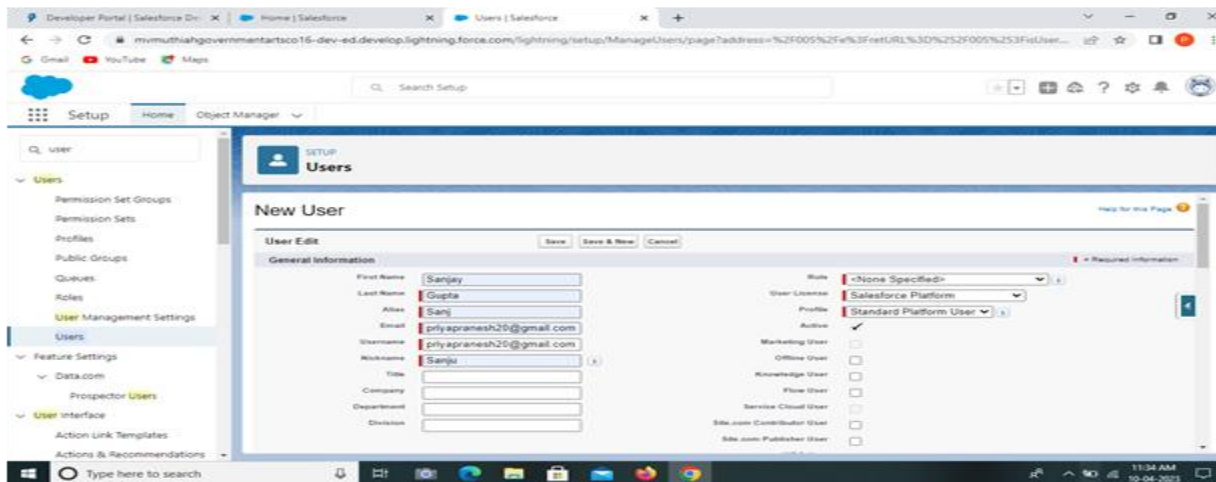 Developer Portal | Salesforce De
Home | Salesforce
Users | Salesforce
mvmuthiahgovernmentartsco16-dev-ed.develop.lightning.force.com/lightning/setup/ManageUsers/page?address=%2F005%2Fe%3FretURL%3D%252F005%253FisUser...
Gmail
YouTube
Maps
Search Setup
Setup
Home
Object Manager
user
Users
Permission Set Groups
Permission Sets
Profiles
Public Groups
Queues
Roles
User Management Settings
Users
Feature Settings
Data.com
Prospector Users
User Interface
Action Link Templates
Actions & Recommendations
SETUP
Users
New User
Help for this Page
User Edit
Save
Save & New
Cancel
General Information
= Required Information
First Name Sanjay
Last Name Gupta
Alias Sanj
Email priyapranesh20@gmail.com
Username priyapranesh20@gmail.com
Nickname Sanju
Title
Company
Department
Division
Role <None Specified>
User License Salesforce Platform
Profile Standard Platform User
Active
Marketing User
Offline User
Knowledge User
Flow User
Service Cloud User
Site.com Contributor User
Site.com Publisher User
Type here to search
11:34 AM
10-04-2023